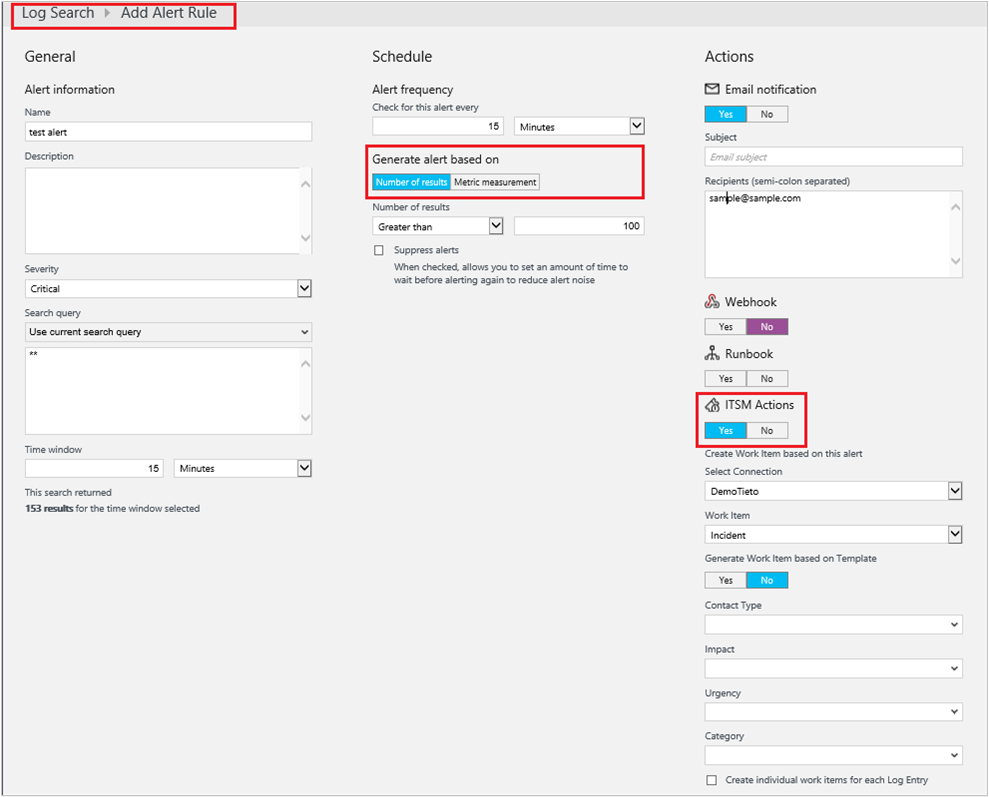 Log Search ▸ Add Alert Rule
General
Alert information
Name
test alert
Description
Severity
Critical
Search query
Use current search query
**
Time window
15 Minutes
This search returned
153 results for the time window selected
Schedule
Alert frequency
Check for this alert every
15 Minutes
Generate alert based on
Number of results Metric measurement
Number of results
Greater than 100
Suppress alerts
When checked, allows you to set an amount of time to
wait before alerting again to reduce alert noise
Actions
Email notification
Yes No
Subject
Email subject
Recipients (semi-colon separated)
sample@sample.com
Webhook
Yes No
Runbook
Yes No
ITSM Actions
Yes No
Create Work Item based on this alert
Select Connection
DemoTieto
Work Item
Incident
Generate Work Item based on Template
Yes No
Contact Type
Impact
Urgency
Category
Create individual work items for each Log Entry